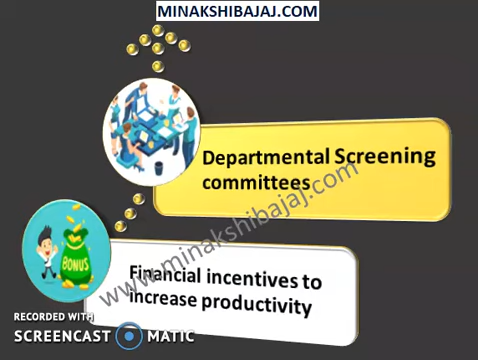 MINAKSHIBAJAJ.COM
Departmental Screening
committees
www.minakshibajaj.com
BONUS
Financial incentives to
increase productivity
RECORDED WITH
SCREENCAST MATIC